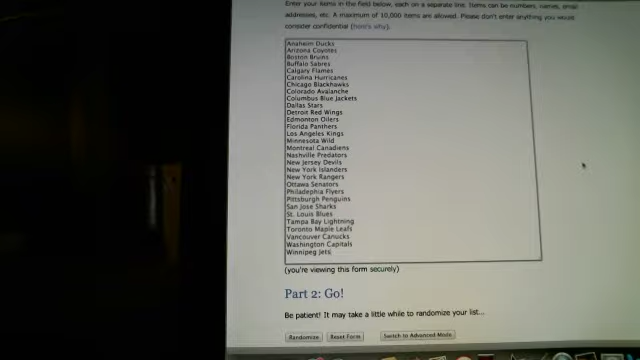 Enter your items in the field below, each on a separate line. Items can be numbers, names, email
addresses, etc. A maximum of 10,000 items are allowed. Please don't enter anything you would
consider confidential (here's why).
Anaheim Ducks
Arizona Coyotes
Boston Bruins
Buffalo Sabres
Calgary Flames
Carolina Hurricanes
Chicago Blackhawks
Colorado Avalanche
Columbus Blue Jackets
Dallas Stars
Detroit Red Wings
Edmonton Oilers
Florida Panthers
Los Angeles Kings
Minnesota Wild
Montreal Canadiens
Nashville Predators
New Jersey Devils
New York Islanders
New York Rangers
Ottawa Senators
Philadephia Flyers
Pittsburgh Penguins
San Jose Sharks
St. Louis Blues
Tampa Bay Lightning
Toronto Maple Leafs
Vancouver Canucks
Washington Capitals
Winnipeg Jets
(you're viewing this form securely)
Part 2: Go!
Be patient! It may take a little while to randomize your list...
Randomize Reset Form Switch to Advanced Mode